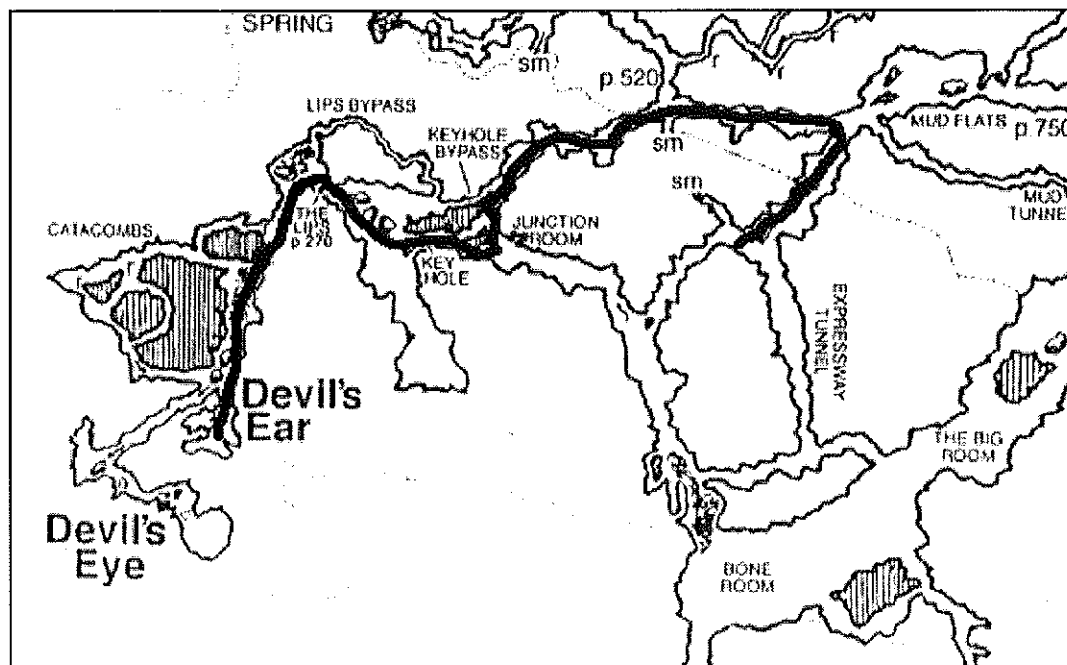 SPRING
sm
r
r
r
p 520
LIPS BYPASS
KEYHOLE
BYPASS
sm
MUD FLATS
p 750
sm
MUD
TUNNE
THE LIPS
p 270
CATACOMBS
r
r
JUNCTION
ROOM
KEY
HOLE
EXPRESSWAY
TUNNEL
Devil's
Ear
THE BIG
ROOM
Devil's
Eye
BONE
ROOM